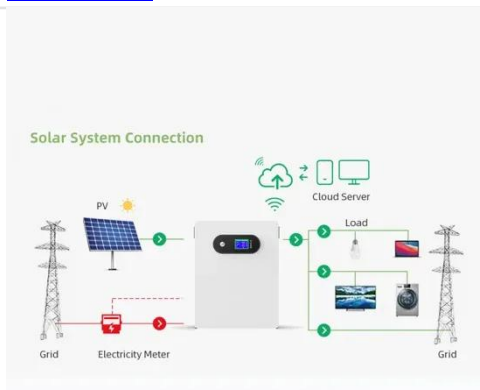 Solar System Connection
Cloud Server
PV
Load
Grid
Electricity Meter
Grid